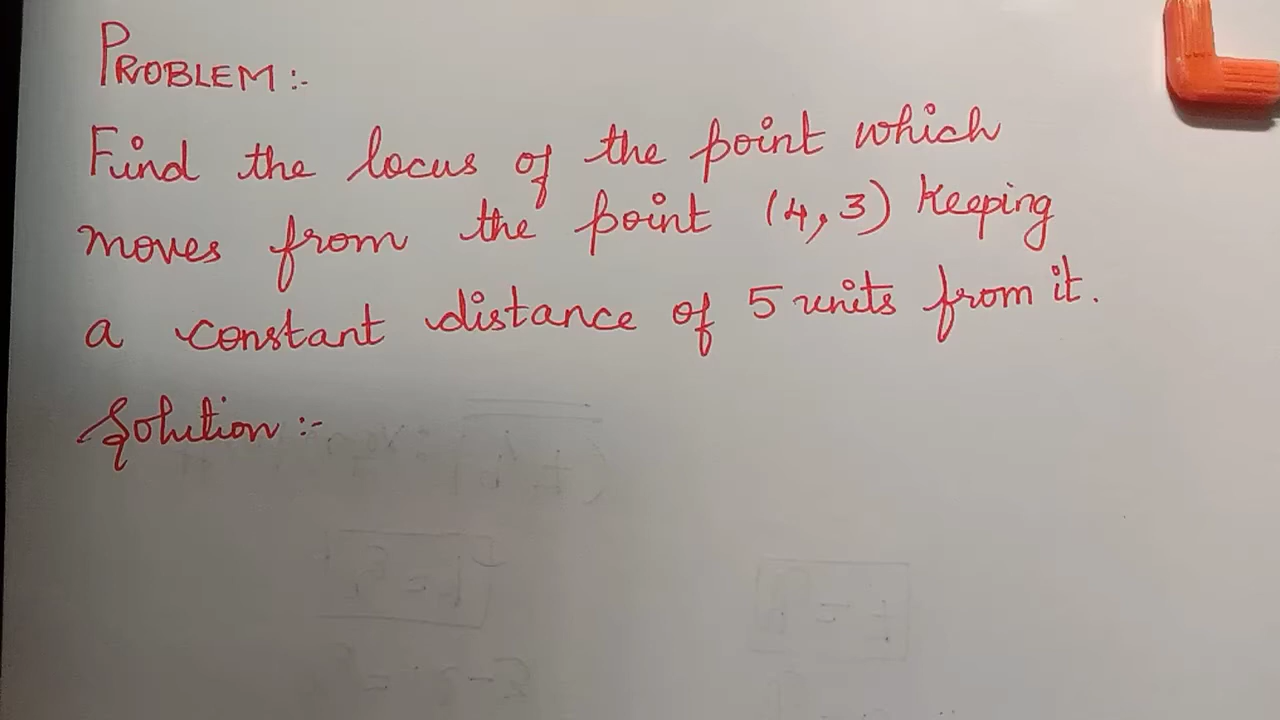 PROBLEM:-
Find the locus of the point which
moves from the point (4,3) keeping
a constant distance of 5 units from it.
Solution:-